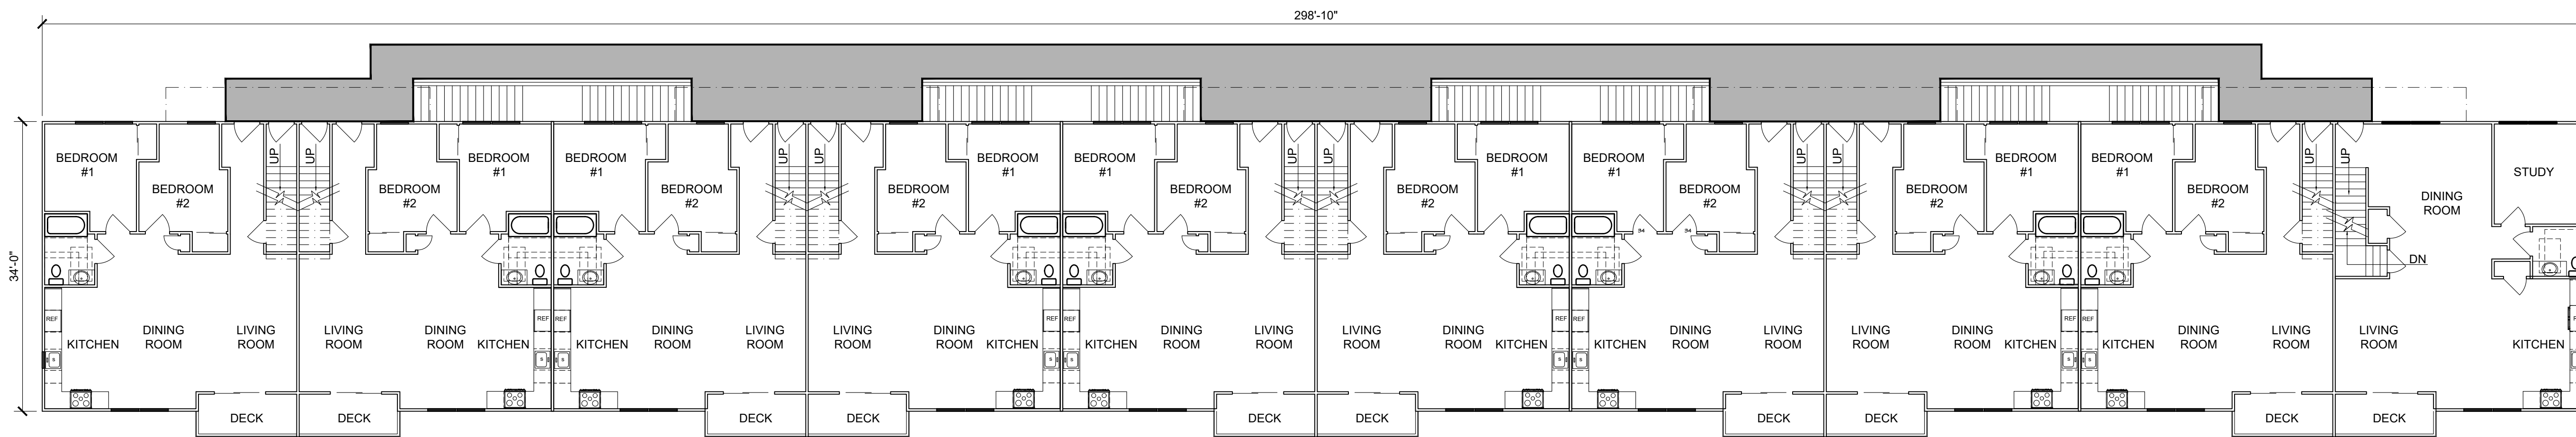 298'-10"
BEDROOM
#1
BEDROOM
#2
UP
UP
BEDROOM
#2
BEDROOM
#1
BEDROOM
#1
BEDROOM
#2
UP
UP
BEDROOM
#2
BEDROOM
#1
BEDROOM
#1
BEDROOM
#2
UP
UP
BEDROOM
#2
BEDROOM
#1
BEDROOM
#1
BEDROOM
#2
UP
UP
BEDROOM
#2
BEDROOM
#1
BEDROOM
#1
BEDROOM
#2
UP
UP
DINING
ROOM
STUDY
34'-0"
DN
REF
S
KITCHEN
DINING
ROOM
LIVING
ROOM
LIVING
ROOM
DINING
ROOM
KITCHEN
REF
S
REF
S
KITCHEN
DINING
ROOM
LIVING
ROOM
LIVING
ROOM
DINING
ROOM
KITCHEN
REF
S
REF
S
KITCHEN
DINING
ROOM
LIVING
ROOM
LIVING
ROOM
DINING
ROOM
KITCHEN
REF
S
REF
S
KITCHEN
DINING
ROOM
LIVING
ROOM
LIVING
ROOM
DINING
ROOM
KITCHEN
REF
S
REF
S
KITCHEN
DINING
ROOM
LIVING
ROOM
LIVING
ROOM
KITCHEN
DECK
DECK
DECK
DECK
DECK
DECK
DECK
DECK
DECK
DECK